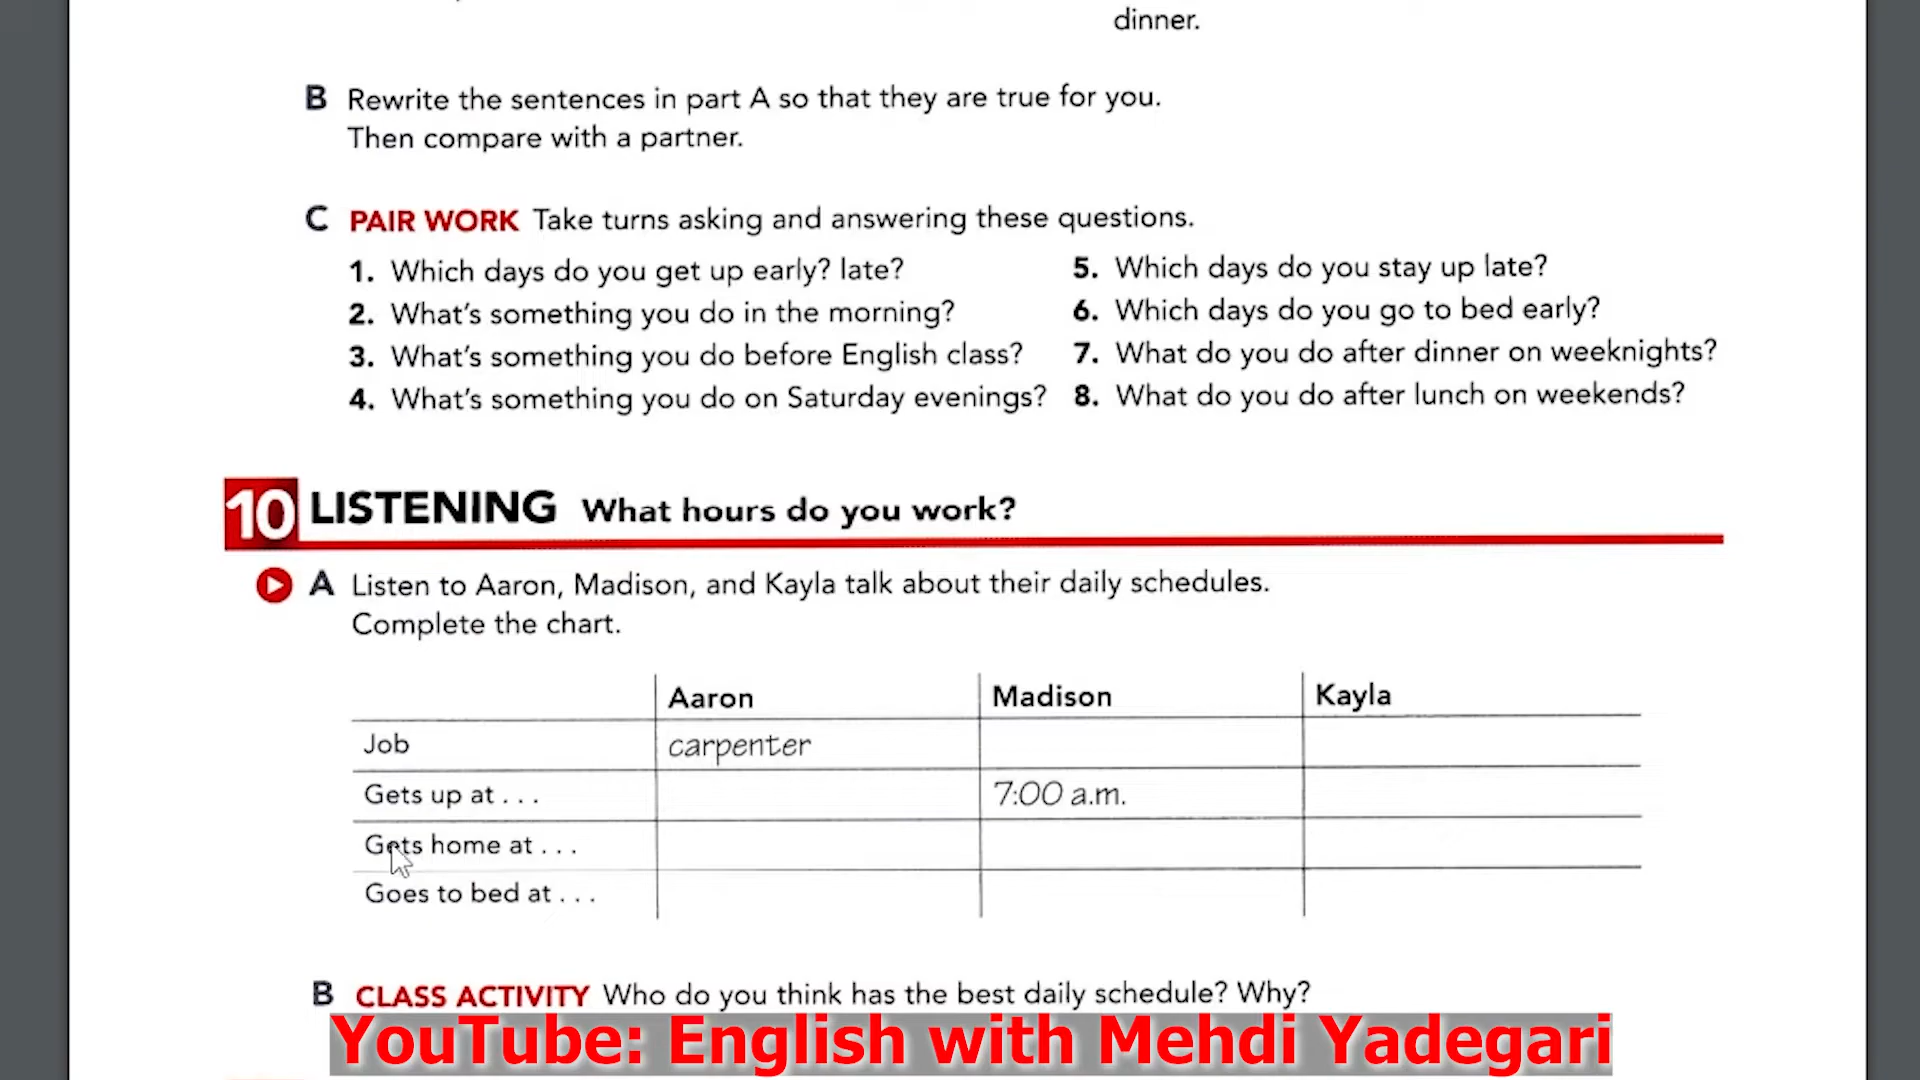 dinner.
B Rewrite the sentences in part A so that they are true for you.
Then compare with a partner.
C PAIR WORK Take turns asking and answering these questions.
1. Which days do you get up early? late?
2. What's something you do in the morning?
3. What's something you do before English class?
4. What's something you do on Saturday evenings?
5. Which days do you stay up late?
6. Which days do you go to bed early?
7. What do you do after dinner on weeknights?
8. What do you do after lunch on weekends?
10 LISTENING What hours do you work?
A Listen to Aaron, Madison, and Kayla talk about their daily schedules.
Complete the chart.
Aaron Madison Kayla
Job carpenter
Gets up at . . . 7:00 a.m.
Gets home at . . .
Goes to bed at . . .
B CLASS ACTIVITY Who do you think has the best daily schedule? Why?
YouTube: English with Mehdi Yadegari